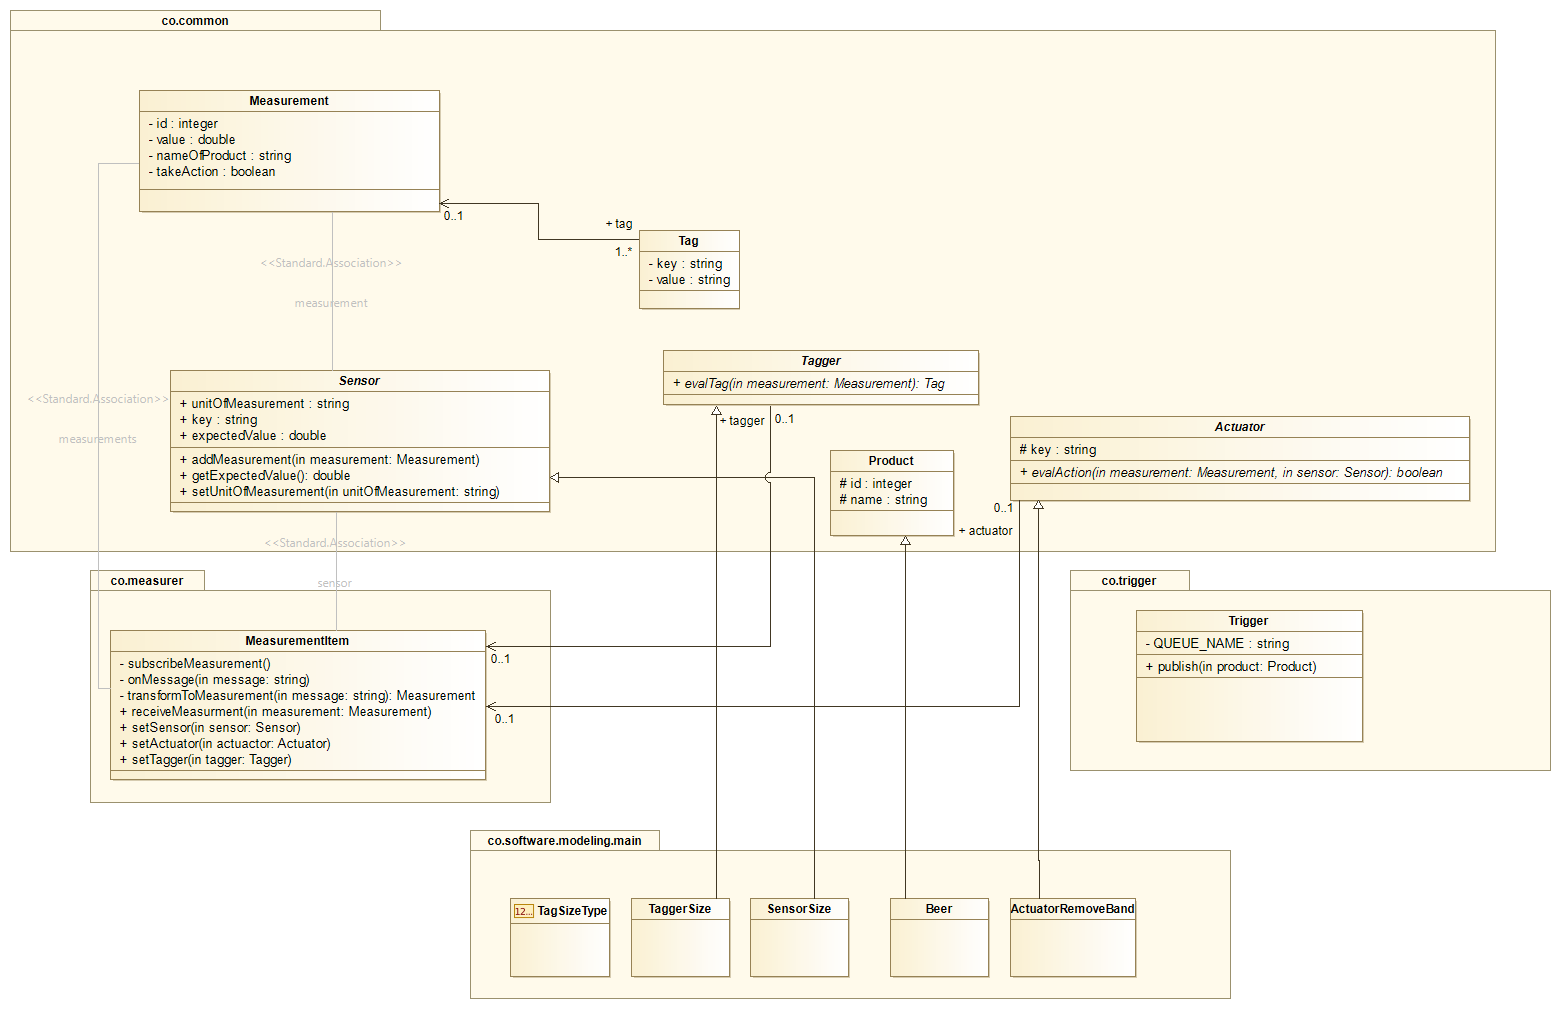 co.common
Measurement
- id : integer
- value : double
- nameOfProduct : string
- takeAction : boolean
0..1
+ tag
1..*
Tag
- key : string
- value : string
<<Standard.Association>>
measurement
Sensor
+ unitOfMeasurement : string
+ key : string
+ expectedValue : double
+ addMeasurement(in measurement: Measurement)
+ getExpectedValue(): double
+ setUnitOfMeasurement(in unitOfMeasurement: string)
Tagger
+ evalTag(in measurement: Measurement): Tag
+ tagger
0..1
<<Standard.Association>>
measurements
Product
# id : integer
# name : string
Actuator
# key : string
+ evalAction(in measurement: Measurement, in sensor: Sensor): boolean
0..1
+ actuator
<<Standard.Association>>
sensor
co.measurer
MeasurementItem
- subscribeMeasurement()
- onMessage(in message: string)
- transformToMeasurement(in message: string): Measurement
+ receiveMeasurment(in measurement: Measurement)
+ setSensor(in sensor: Sensor)
+ setActuator(in actuactor: Actuator)
+ setTagger(in tagger: Tagger)
0..1
0..1
co.trigger
Trigger
- QUEUE_NAME : string
+ publish(in product: Product)
co.software.modeling.main
12... TagSizeType
TaggerSize
SensorSize
Beer
ActuatorRemoveBand